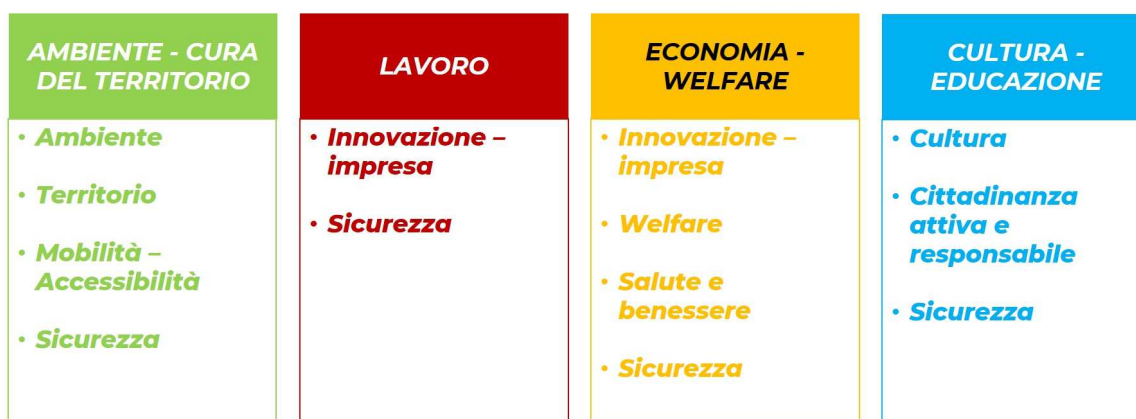 AMBIENTE - CURA
DEL TERRITORIO
• Ambiente
• Territorio
• Mobilità –
Accessibilità
• Sicurezza
LAVORO
• Innovazione –
impresa
• Sicurezza
ECONOMIA -
WELFARE
• Innovazione –
impresa
• Welfare
• Salute e
benessere
• Sicurezza
CULTURA -
EDUCAZIONE
• Cultura
• Cittadinanza
attiva e
responsabile
• Sicurezza